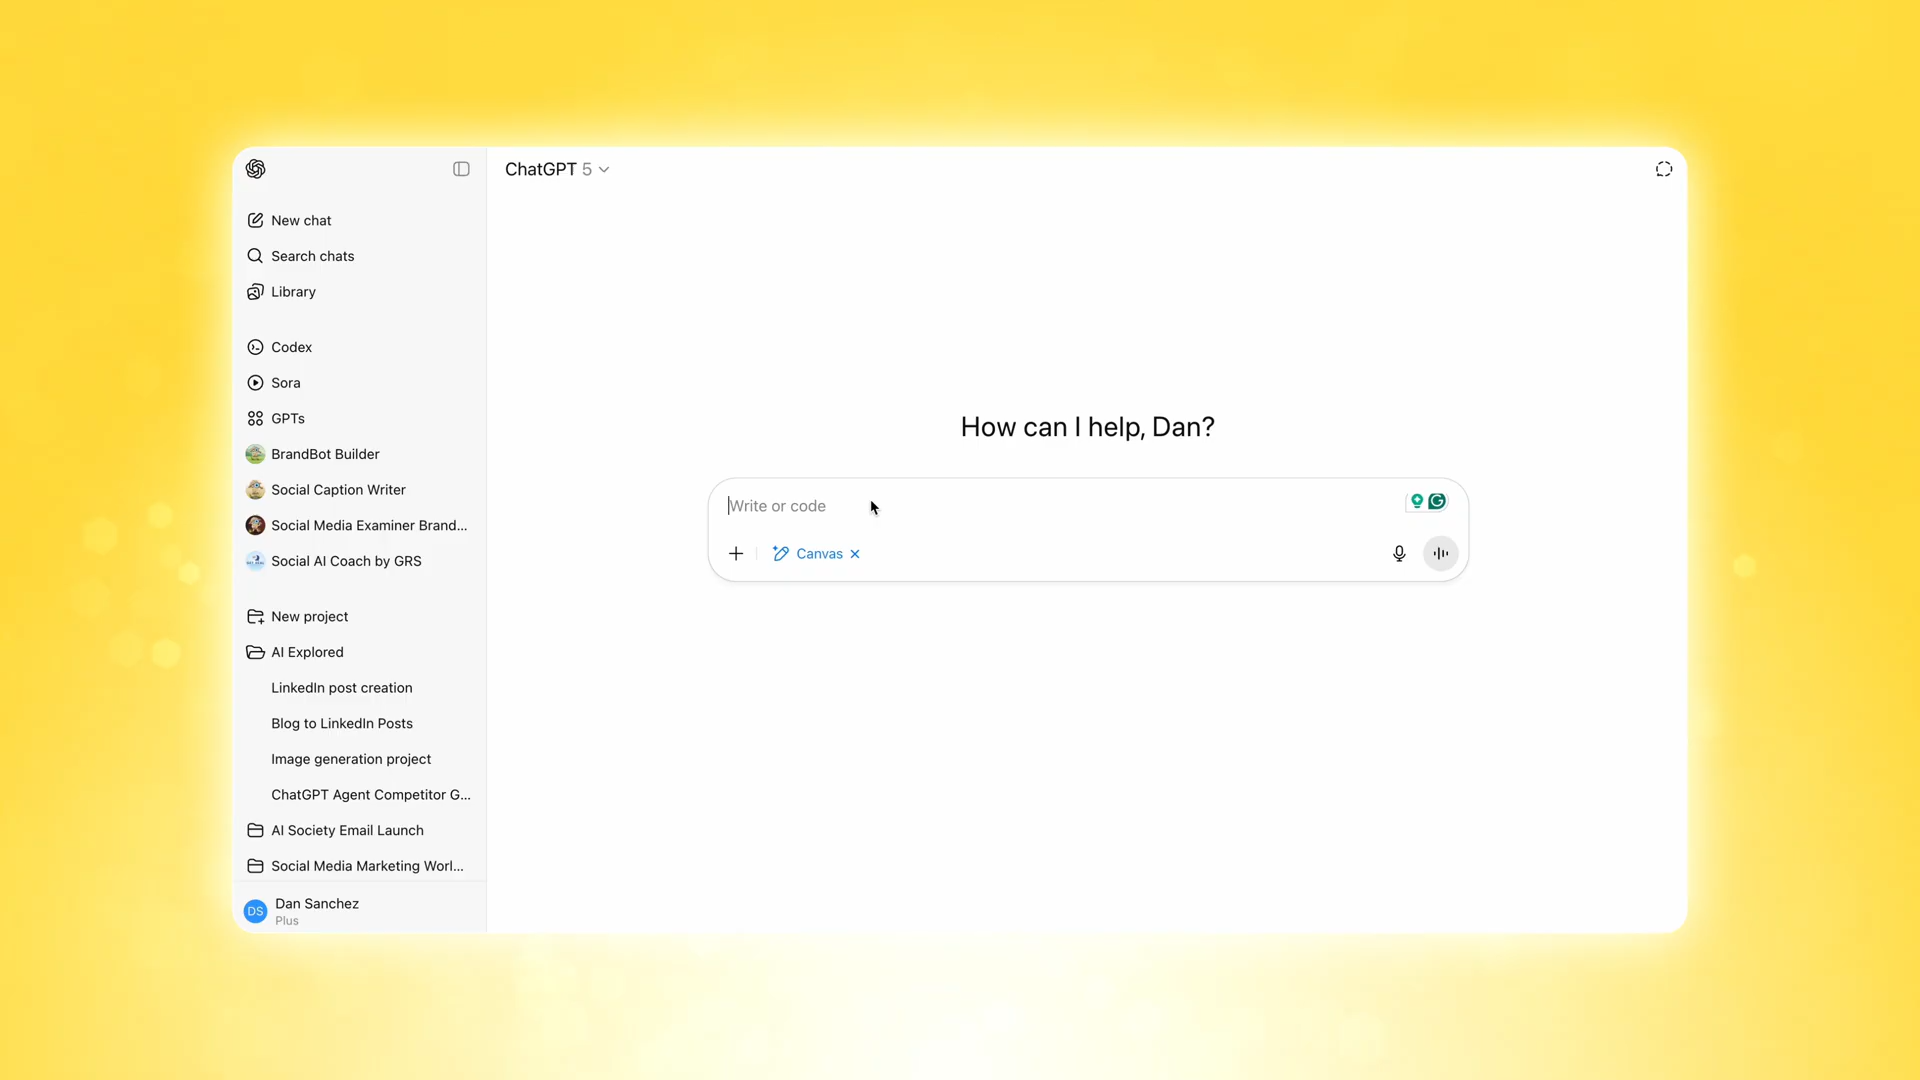 ChatGPT 5
New chat
Search chats
Library
Codex
Sora
GPTs
BrandBot Builder
Social Caption Writer
Social Media Examiner Brand...
Social AI Coach by GRS
New project
AI Explored
LinkedIn post creation
Blog to LinkedIn Posts
Image generation project
ChatGPT Agent Competitor G...
AI Society Email Launch
Social Media Marketing Worl...
DS
Dan Sanchez
Plus
How can I help, Dan?
Write or code
Canvas